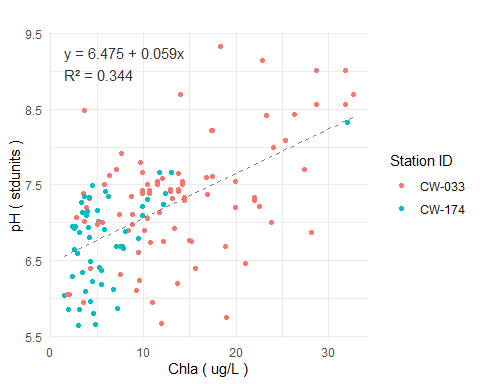 y = 6.475 + 0.059x
R² = 0.344
9.5
8.5
7.5
6.5
5.5
pH ( stdunits )
0
10
20
30
Chla ( ug/L )
Station ID
CW-033
CW-174